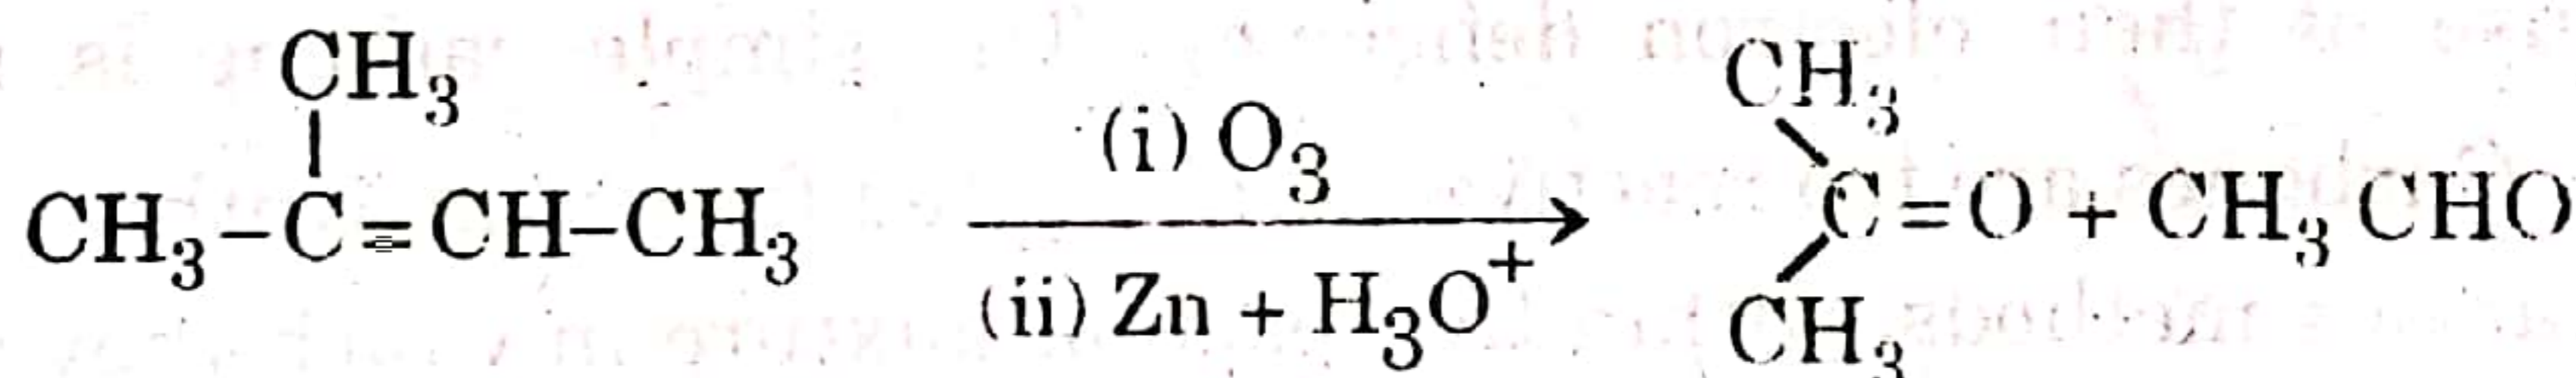 CH₃
CH₃–C=CH–CH₃
(i) O₃
(ii) Zn + H₃O⁺
CH₃
C=O + CH₃CHO
CH₃